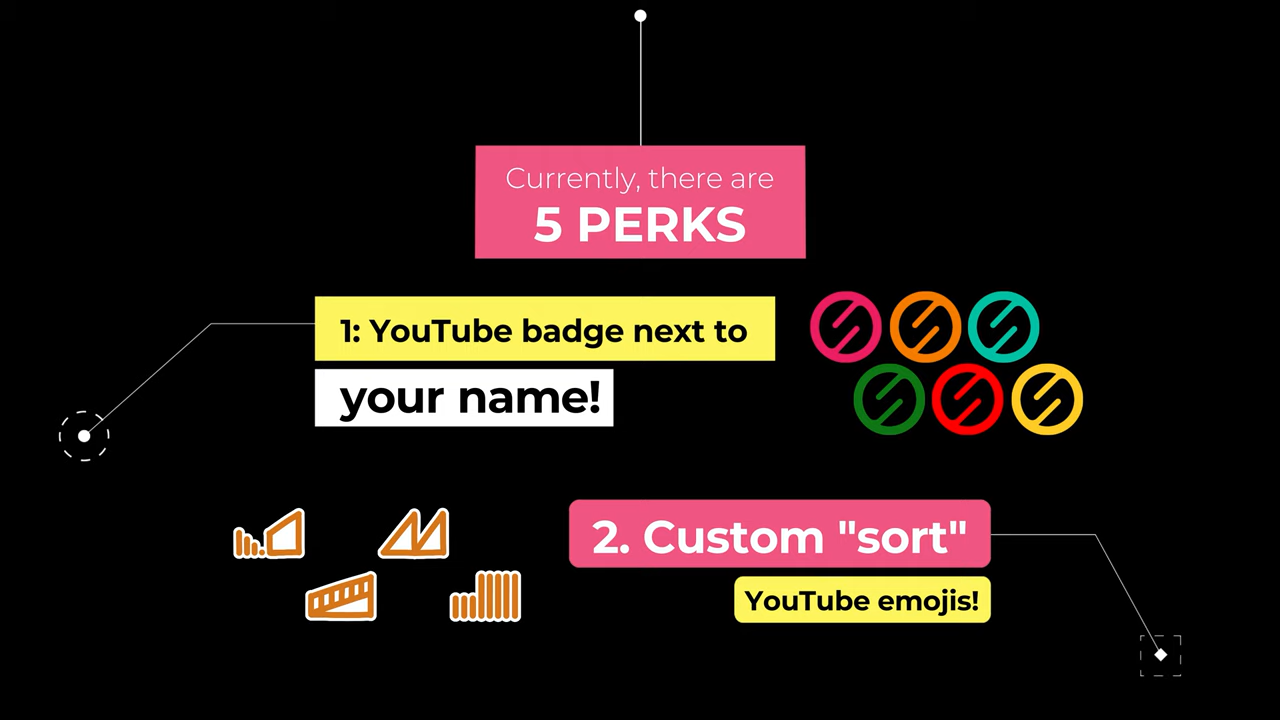 Currently, there are
5 PERKS
1: YouTube badge next to
your name!
2. Custom "sort"
YouTube emojis!